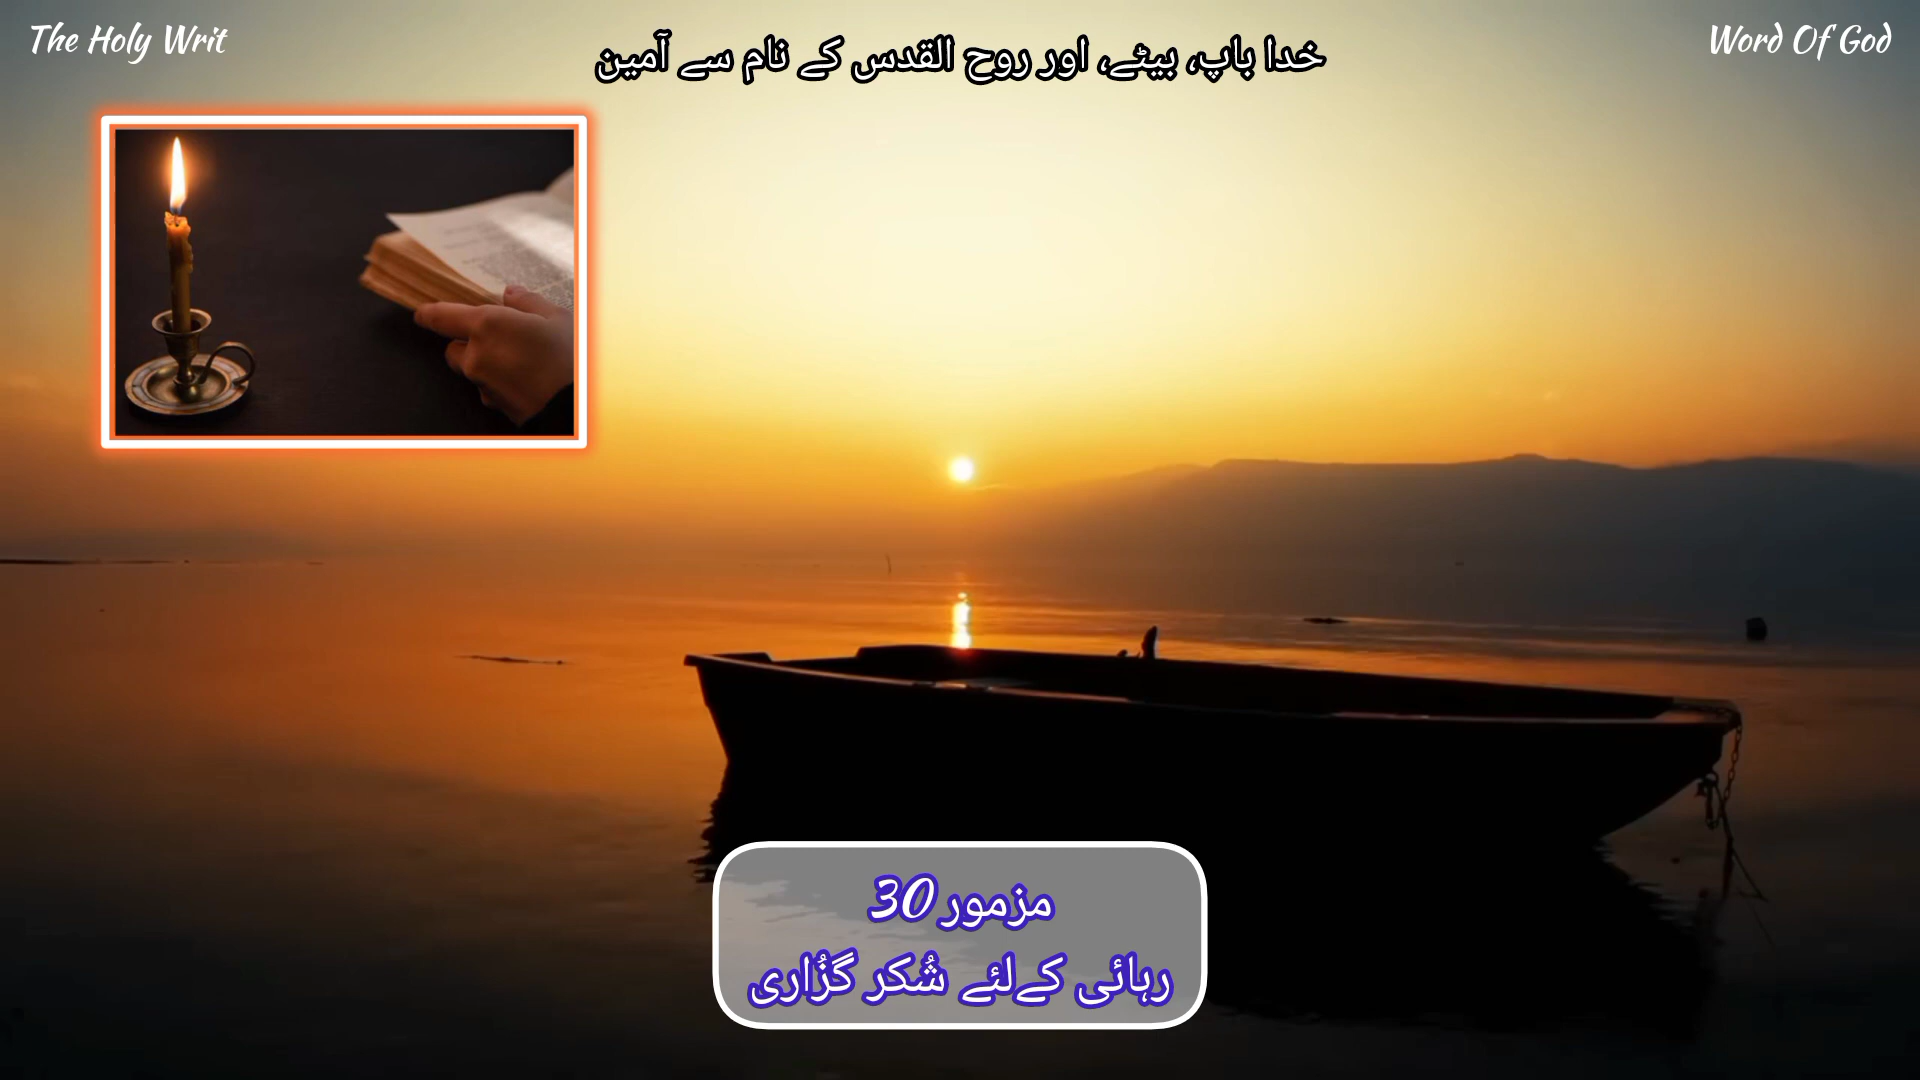 The Holy Writ
خدا باپ، بیٹے، اور روح القدس کے نام سے آمین
Word Of God
مزمور 30
رہائی کےلئے شُکر گزُاری